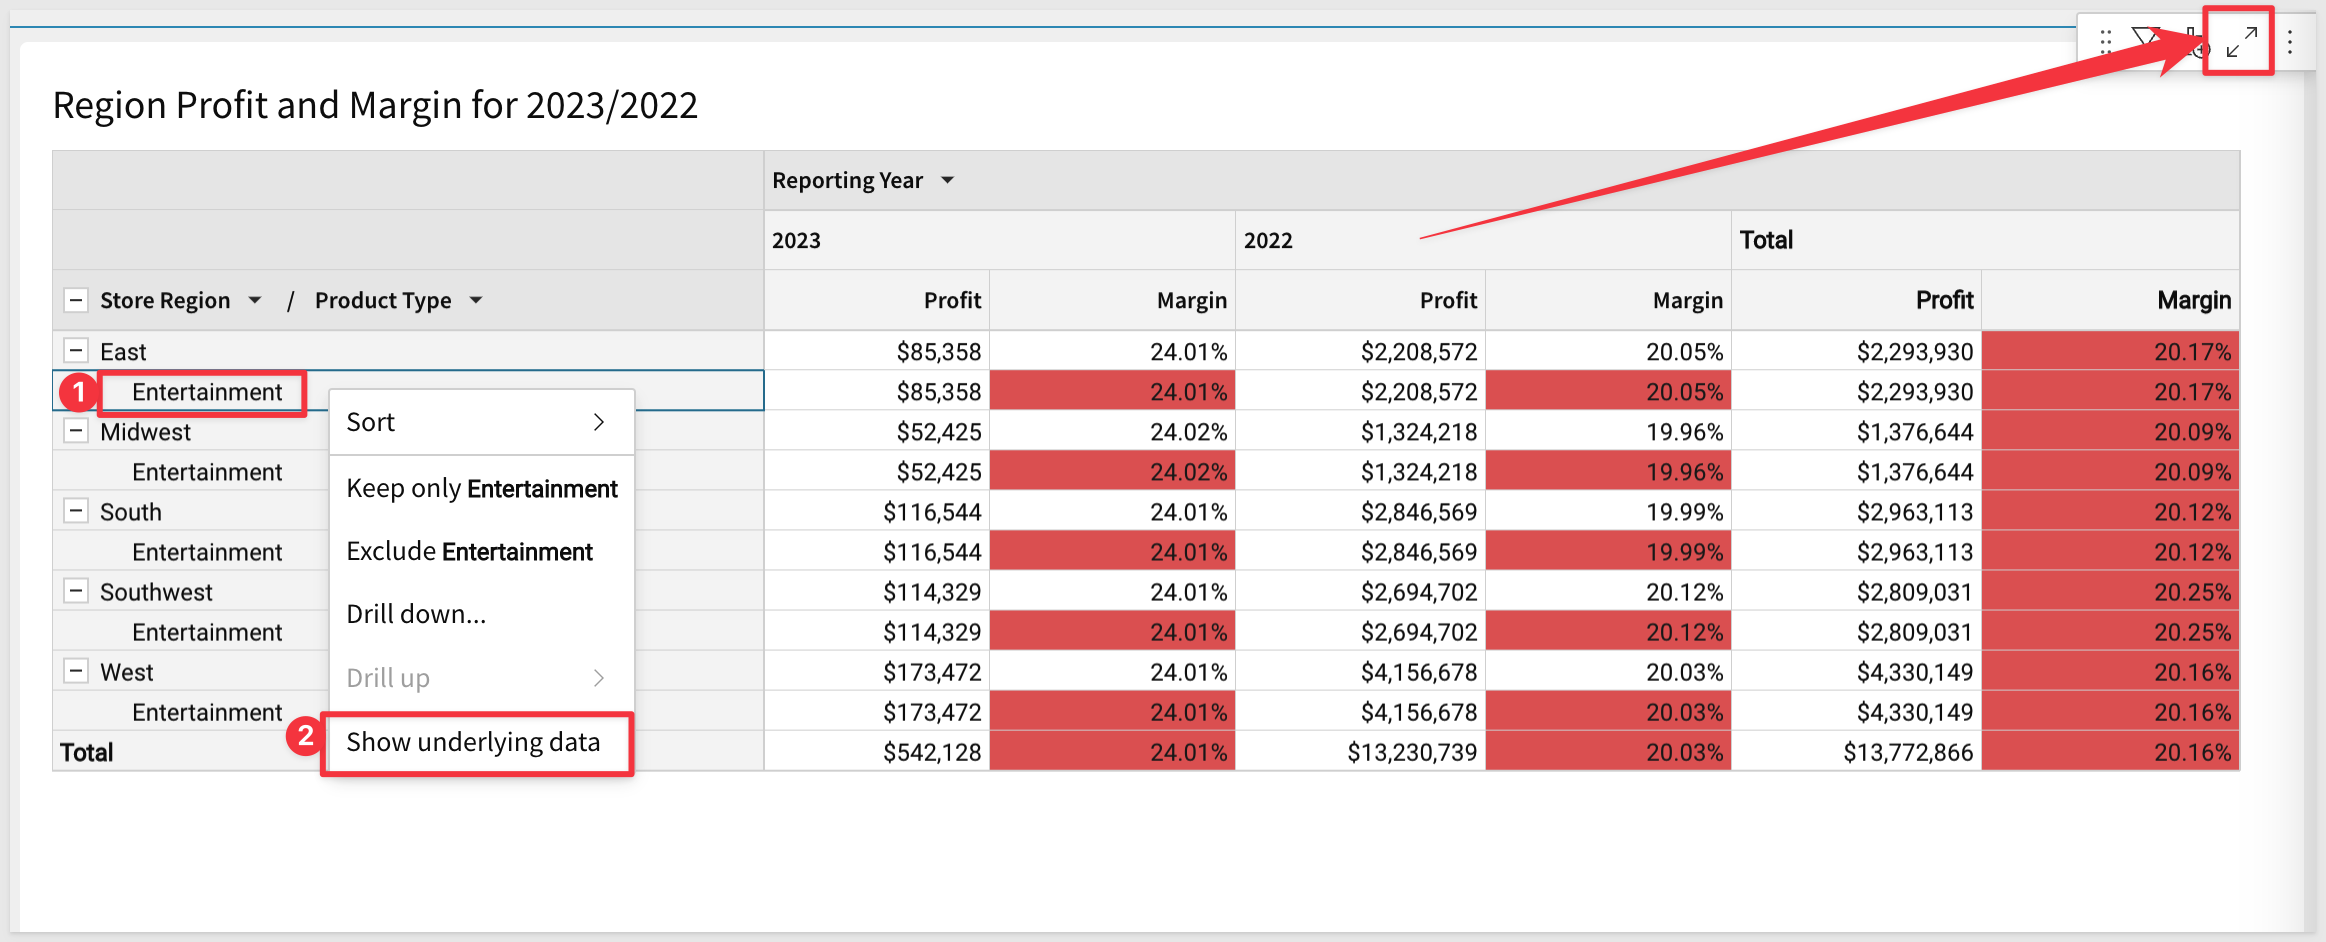 Region Profit and Margin for 2023/2022
Reporting Year
2023 2022 Total
Store Region / Product Type Profit Margin Profit Margin Profit Margin
East $85,358 24.01% $2,208,572 20.05% $2,293,930 20.17%
1 Entertainment $85,358 24.01% $2,208,572 20.05% $2,293,930 20.17%
Midwest $52,425 24.02% $1,324,218 19.96% $1,376,644 20.09%
Entertainment $52,425 24.02% $1,324,218 19.96% $1,376,644 20.09%
South $116,544 24.01% $2,846,569 19.99% $2,963,113 20.12%
Entertainment $116,544 24.01% $2,846,569 19.99% $2,963,113 20.12%
Southwest $114,329 24.01% $2,694,702 20.12% $2,809,031 20.25%
Entertainment $114,329 24.01% $2,694,702 20.12% $2,809,031 20.25%
West $173,472 24.01% $4,156,678 20.03% $4,330,149 20.16%
Entertainment $173,472 24.01% $4,156,678 20.03% $4,330,149 20.16%
Total $542,128 24.01% $13,230,739 20.03% $13,772,866 20.16%
Sort
Keep only Entertainment
Exclude Entertainment
Drill down...
Drill up
2 Show underlying data